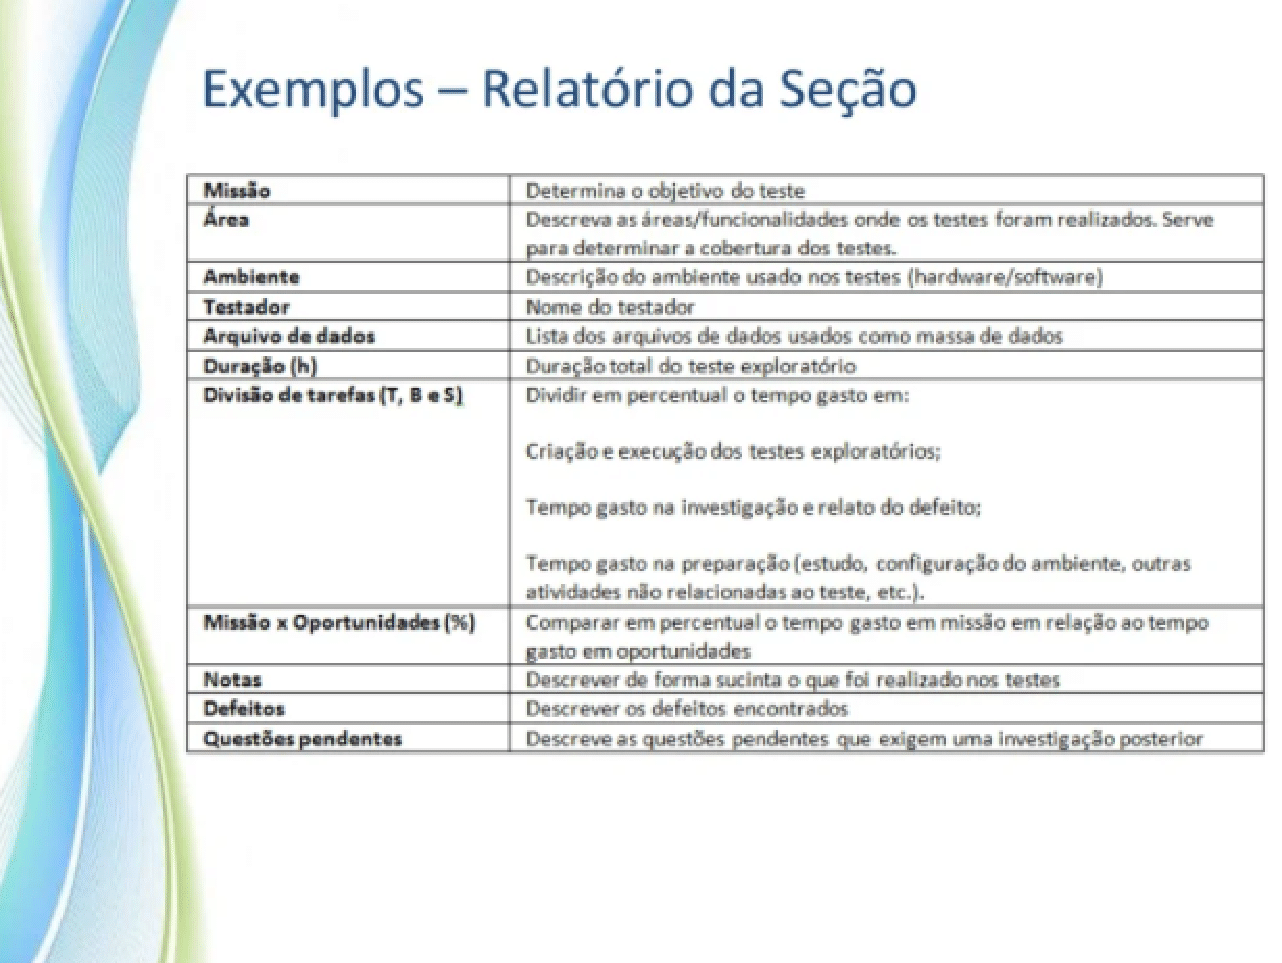 Exemplos – Relatório da Seção
Missão
Determina o objetivo do teste
Área
Descreva as áreas/funcionalidades onde os testes foram realizados. Serve
para determinar a cobertura dos testes.
Ambiente
Descrição do ambiente usado nos testes (hardware/software)
Testador
Nome do testador
Arquivo de dados
Lista dos arquivos de dados usados como massa de dados
Duração (h)
Duração total do teste exploratório
Divisão de tarefas (T, B e S)
Dividir em percentual o tempo gasto em:
Criação e execução dos testes exploratórios;
Tempo gasto na investigação e relato do defeito;
Tempo gasto na preparação (estudo, configuração do ambiente, outras
atividades não relacionadas ao teste, etc.).
Missão x Oportunidades (%)
Comparar em percentual o tempo gasto em missão em relação ao tempo
gasto em oportunidades
Notas
Descrever de forma sucinta o que foi realizado nos testes
Defeitos
Descrever os defeitos encontrados
Questões pendentes
Descreve as questões pendentes que exigem uma investigação posterior